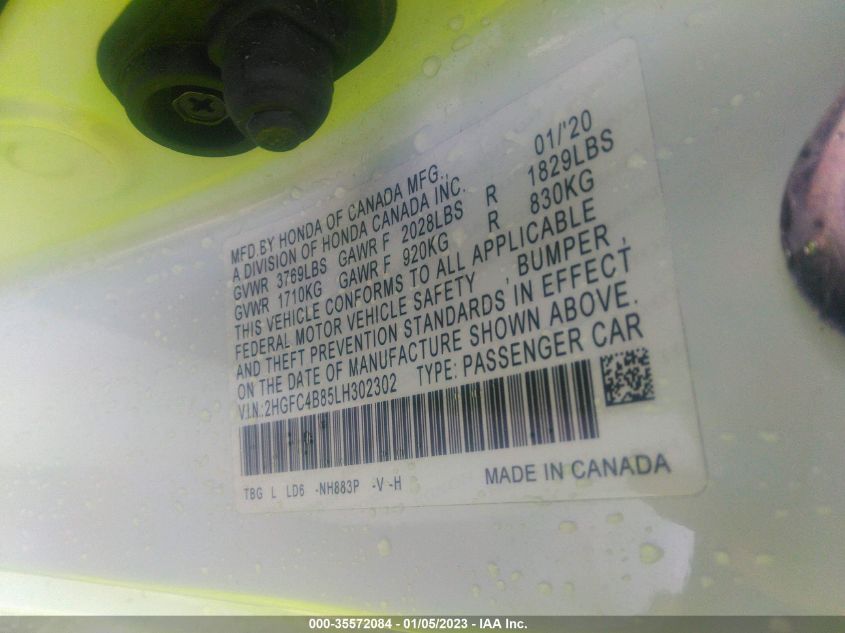 MFD.BY HONDA OF CANADA MFG., 01/'20
A DIVISION OF HONDA CANADA INC.
GVWR 3769LBS GAWR F 2028LBS R 1829LBS
GVWR 1710KG GAWR F 920KG R 830KG
THIS VEHICLE CONFORMS TO ALL APPLICABLE
FEDERAL MOTOR VEHICLE SAFETY , BUMPER ,
AND THEFT PREVENTION STANDARDS IN EFFECT
ON THE DATE OF MANUFACTURE SHOWN ABOVE.
VIN:2HGFC4B85LH302302 TYPE: PASSENGER CAR
TBG L LD6 -NH883P -V -H MADE IN CANADA
000-35572084 - 01/05/2023 - IAA Inc.